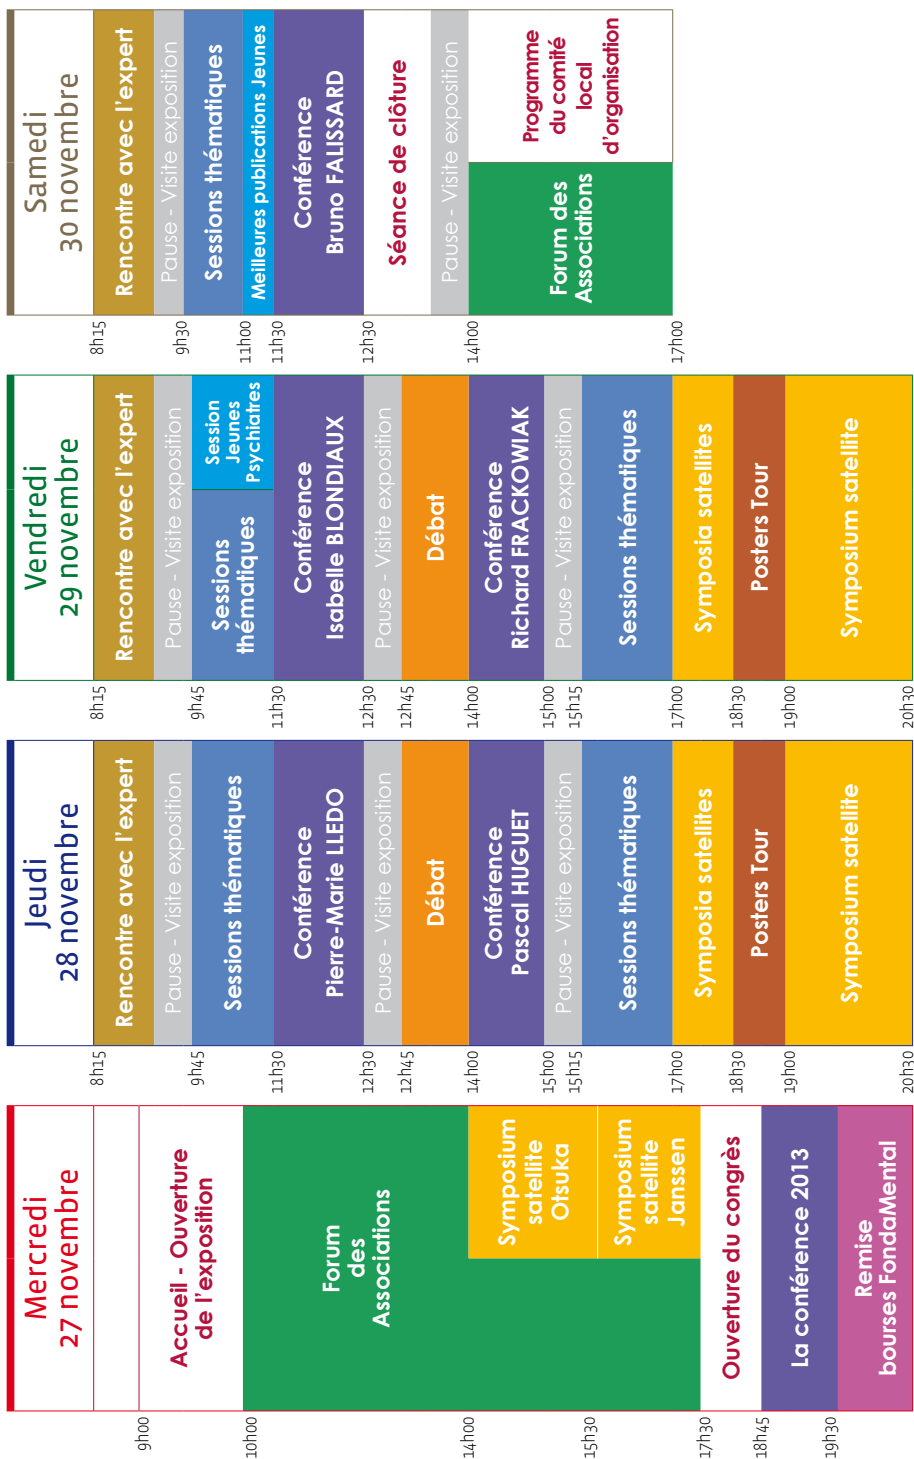 Mercredi
27 novembre
9h00
Accueil - Ouverture
de l'exposition
10h00
Forum
des
Associations
14h00
Symposium
satellite
Otsuka
15h30
Symposium
satellite
Janssen
17h30
Ouverture du congrès
18h45
La conférence 2013
19h30
Remise
bourses FondaMental
Jeudi
28 novembre
8h15
Rencontre avec l'expert
Pause - Visite exposition
9h45
Sessions thématiques
11h30
Conférence
Pierre-Marie LLEDO
12h30
Pause - Visite exposition
12h45
Débat
14h00
Conférence
Pascal HUGUET
15h00
Pause - Visite exposition
15h15
Sessions thématiques
17h00
Symposia satellites
18h30
Posters Tour
19h00
Symposium satellite
20h30
Vendredi
29 novembre
8h15
Rencontre avec l'expert
Pause - Visite exposition
9h45
Sessions
thématiques
Session
Jeunes
Psychiatres
11h30
Conférence
Isabelle BLONDIAUX
12h30
Pause - Visite exposition
12h45
Débat
14h00
Conférence
Richard FRACKOWIAK
15h00
Pause - Visite exposition
15h15
Sessions thématiques
17h00
Symposia satellites
18h30
Posters Tour
19h00
Symposium satellite
20h30
Samedi
30 novembre
8h15
Rencontre avec l'expert
Pause - Visite exposition
9h30
Sessions thématiques
11h00
Meilleures publications Jeunes
11h30
Conférence
Bruno FALISSARD
12h30
Séance de clôture
Pause - Visite exposition
14h00
Forum des
Associations
Programme
du comité
local
d'organisation
17h00